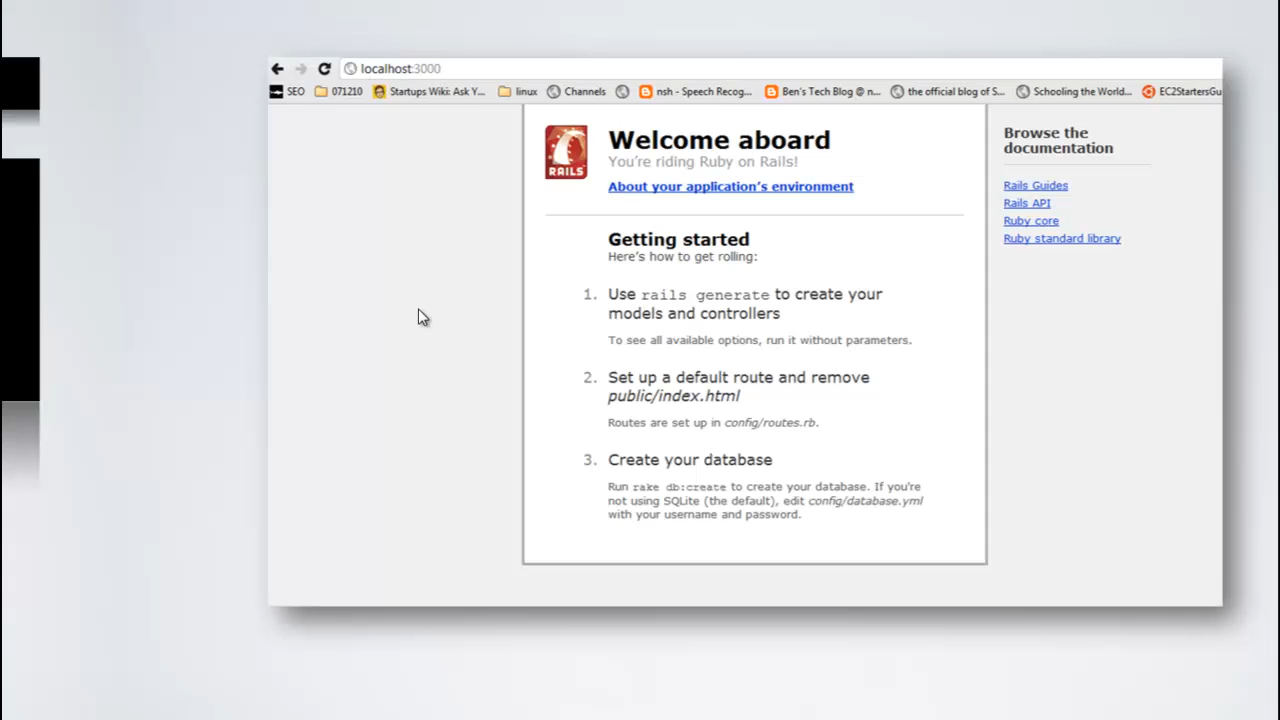 localhost:3000
SEO 071210 Startups Wiki: Ask Y... linux Channels nsh - Speech Recog... Ben's Tech Blog @ n... the official blog of S... Schooling the World... EC2StartersGu
RAILS
Welcome aboard
You're riding Ruby on Rails!
About your application's environment
Getting started
Here's how to get rolling:
1. Use rails generate to create your
models and controllers
To see all available options, run it without parameters.
2. Set up a default route and remove
public/index.html
Routes are set up in config/routes.rb.
3. Create your database
Run rake db:create to create your database. If you're
not using SQLite (the default), edit config/database.yml
with your username and password.
Browse the
documentation
Rails Guides
Rails API
Ruby core
Ruby standard library